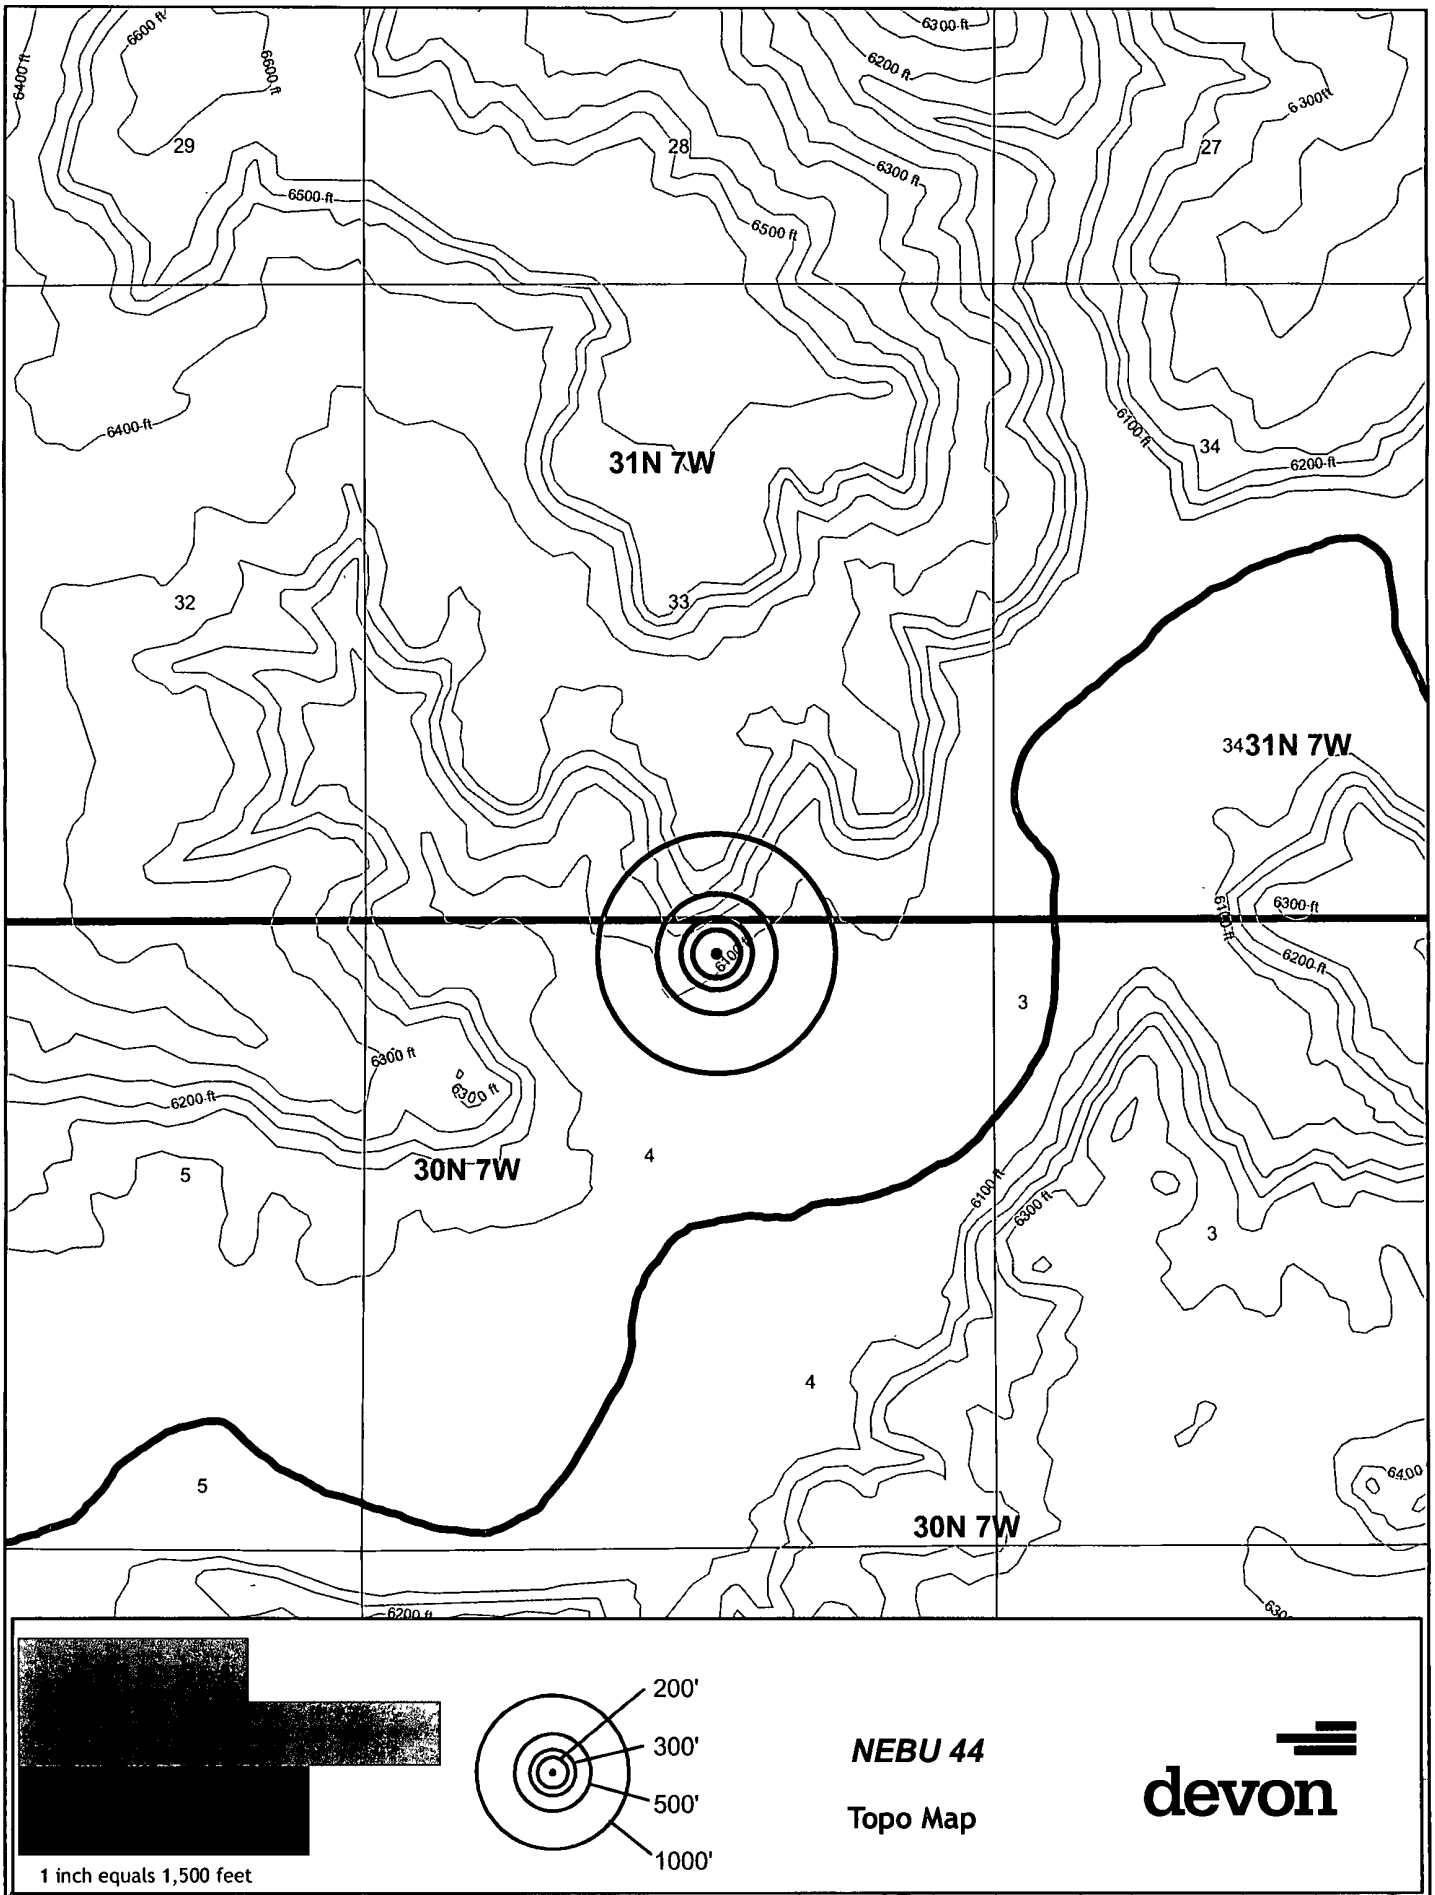 6300 ft
6600 ft
6200 ft
6400 ft
6600 ft
6300 ft
29
28
27
6300 ft
6500 ft
6500 ft
6400 ft
6100 ft
34
31N 7W
6200 ft
32
33
34
31N 7W
6300 ft
6100 ft
6100 ft
6200 ft
3
6300 ft
6300 ft
6200 ft
4
30N 7W
5
6100 ft
6300 ft
3
4
6400
5
30N 7W
6200 ft
200'
300'
500'
1000'
NEBU 44
Topo Map
devon
1 inch equals 1,500 feet